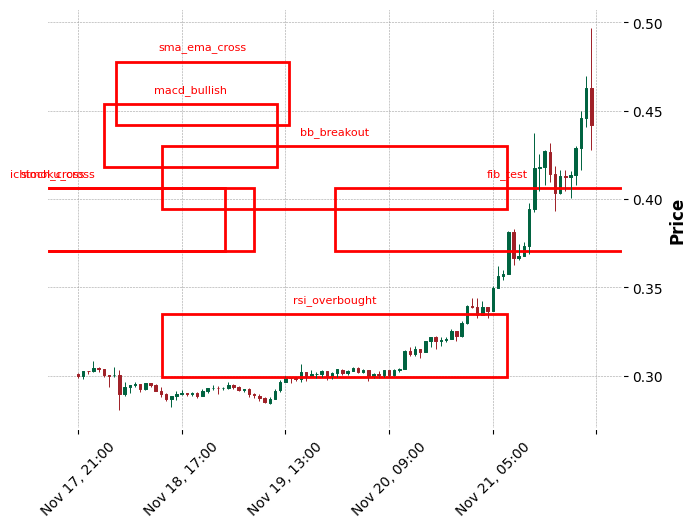 sma_ema_cross
macd_bullish
bb_breakout
stoch_cross
fib_test
rsi_overbought
0.50
0.45
0.40
0.35
0.30
Price
Nov 17, 21:00
Nov 18, 17:00
Nov 19, 13:00
Nov 20, 09:00
Nov 21, 05:00